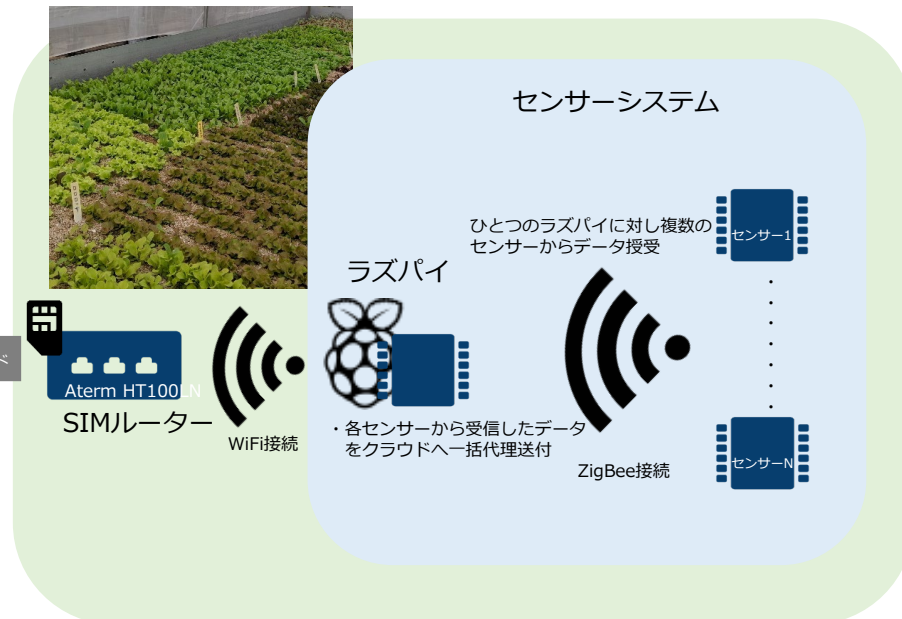 センサーシステム
ひとつのラズパイに対し複数の
センサーからデータ授受
センサー1
ラズパイ
ド
Aterm HT100LN
SIMルーター
WiFi接続
・各センサーから受信したデータ
をクラウドへ一括代理送付
ZigBee接続
センサーN